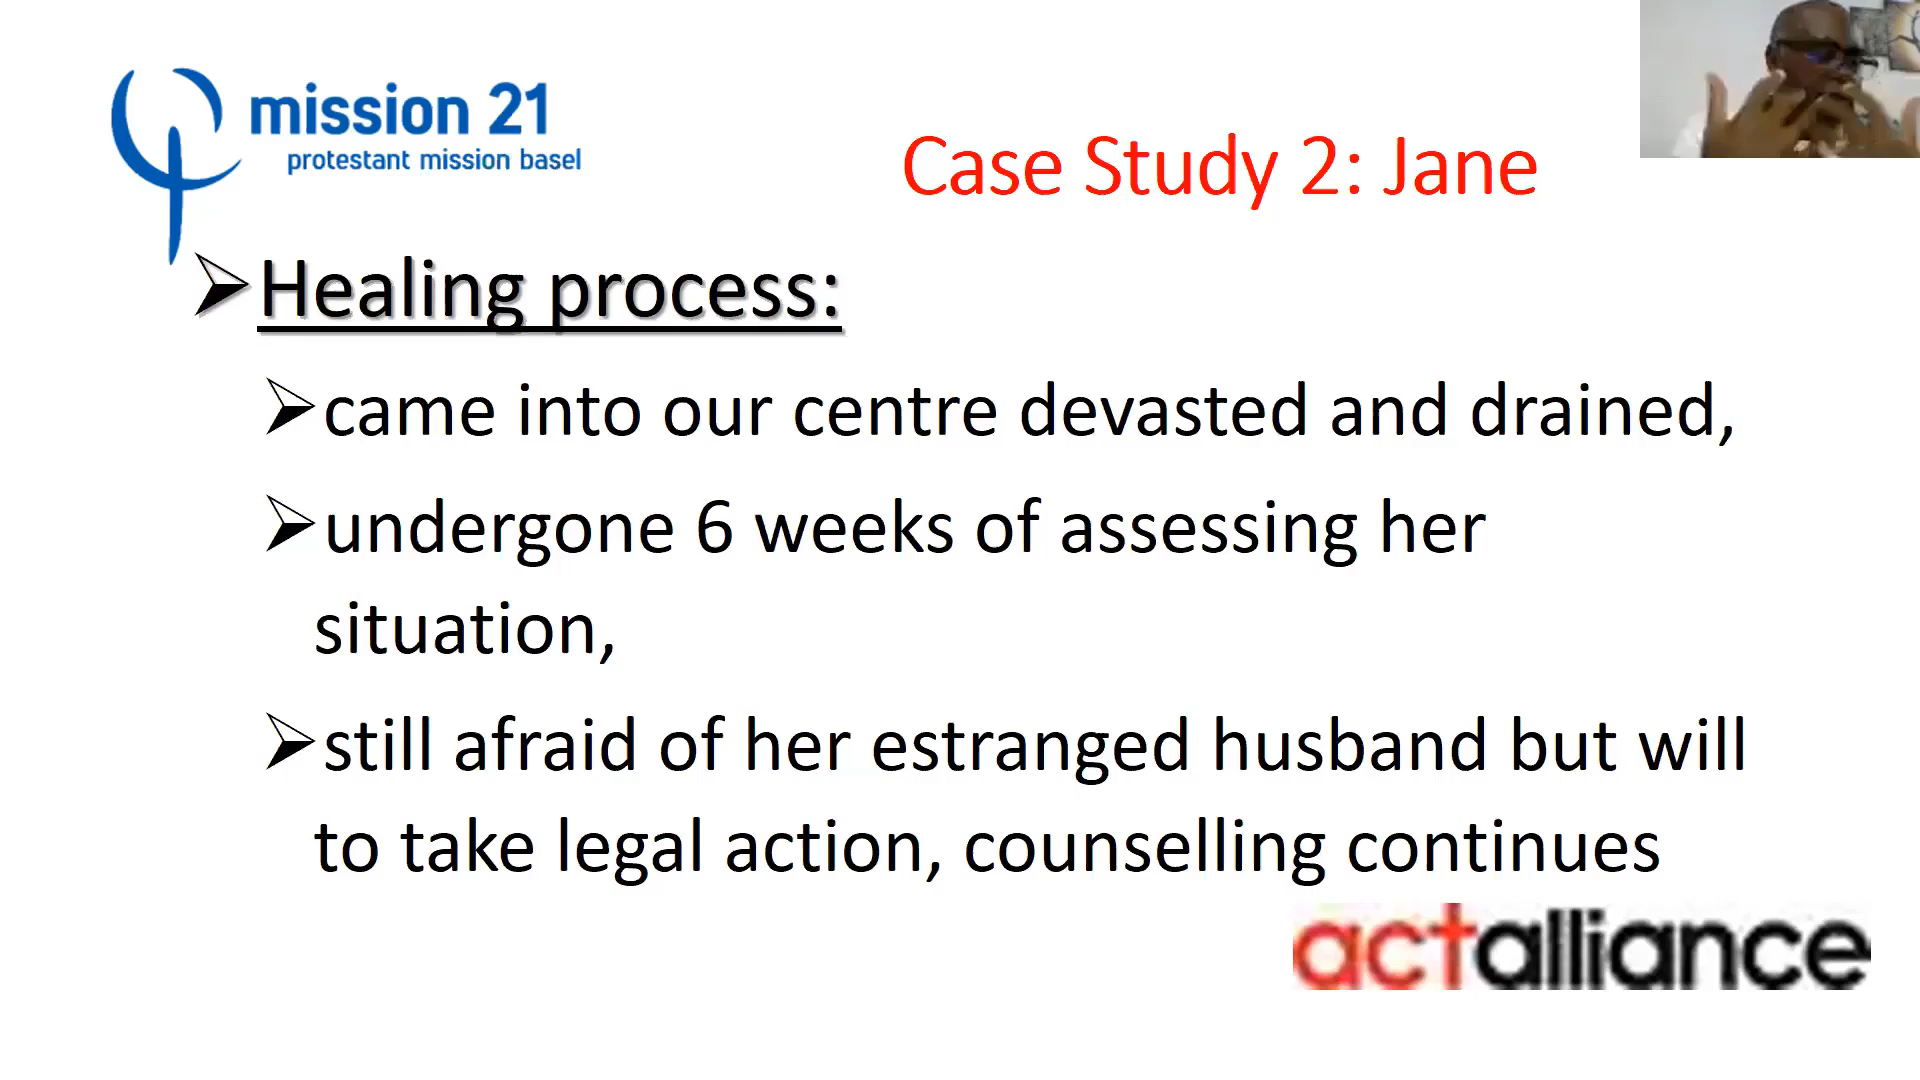 mission 21
protestant mission basel
Case Study 2: Jane
Healing process:
came into our centre devasted and drained,
undergone 6 weeks of assessing her
situation,
still afraid of her estranged husband but will
to take legal action, counselling continues
actalliance